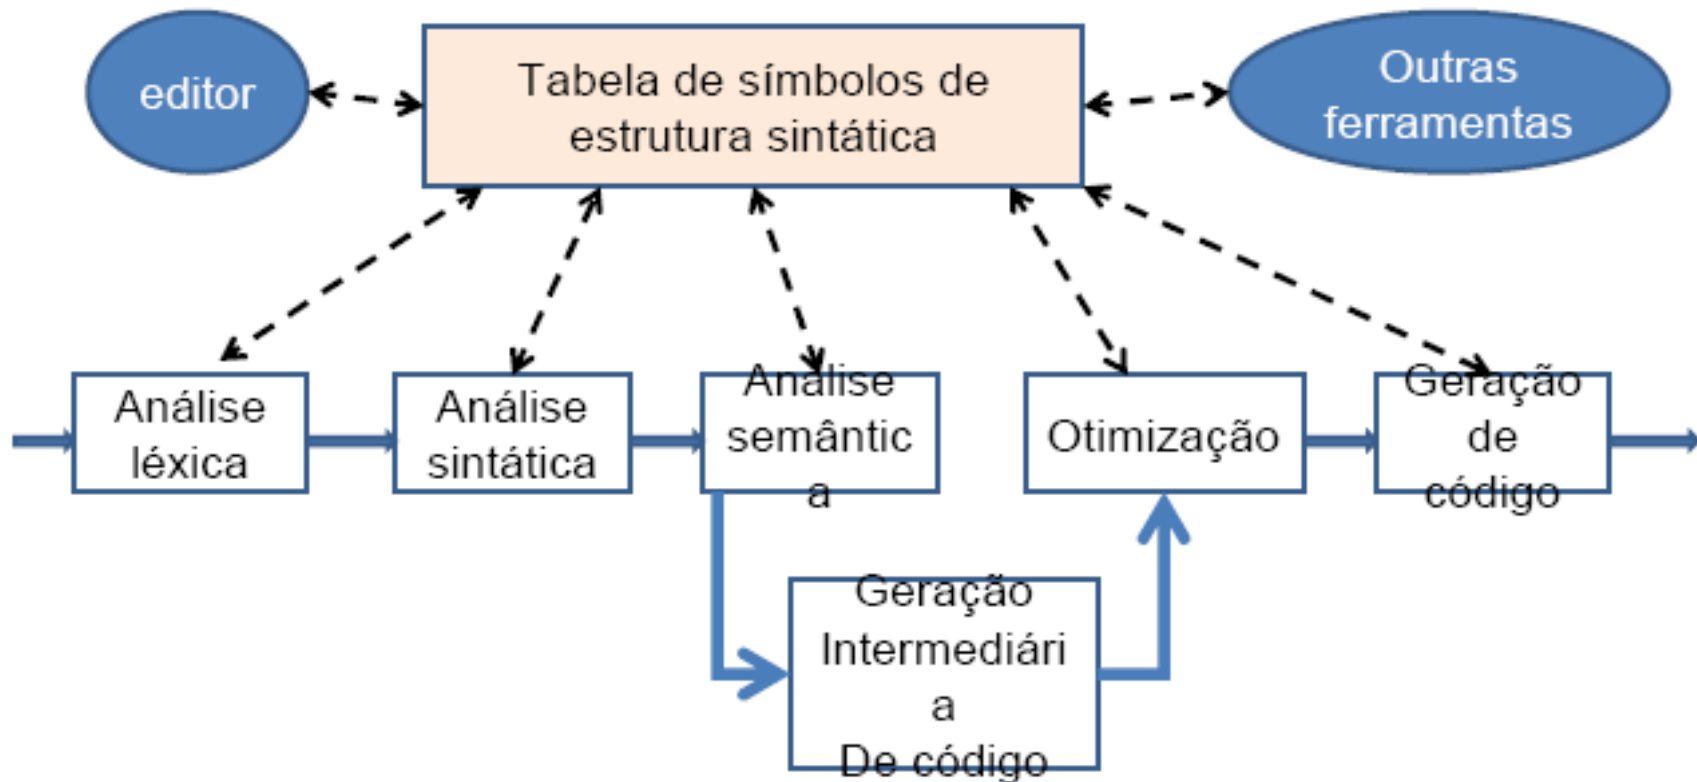 editor
Tabela de símbolos de
estrutura sintática
Outras
ferramentas
Análise
léxica
Análise
sintática
Análise
semântic
a
Otimização
Geração
de
código
Geração
Intermediári
a
De código